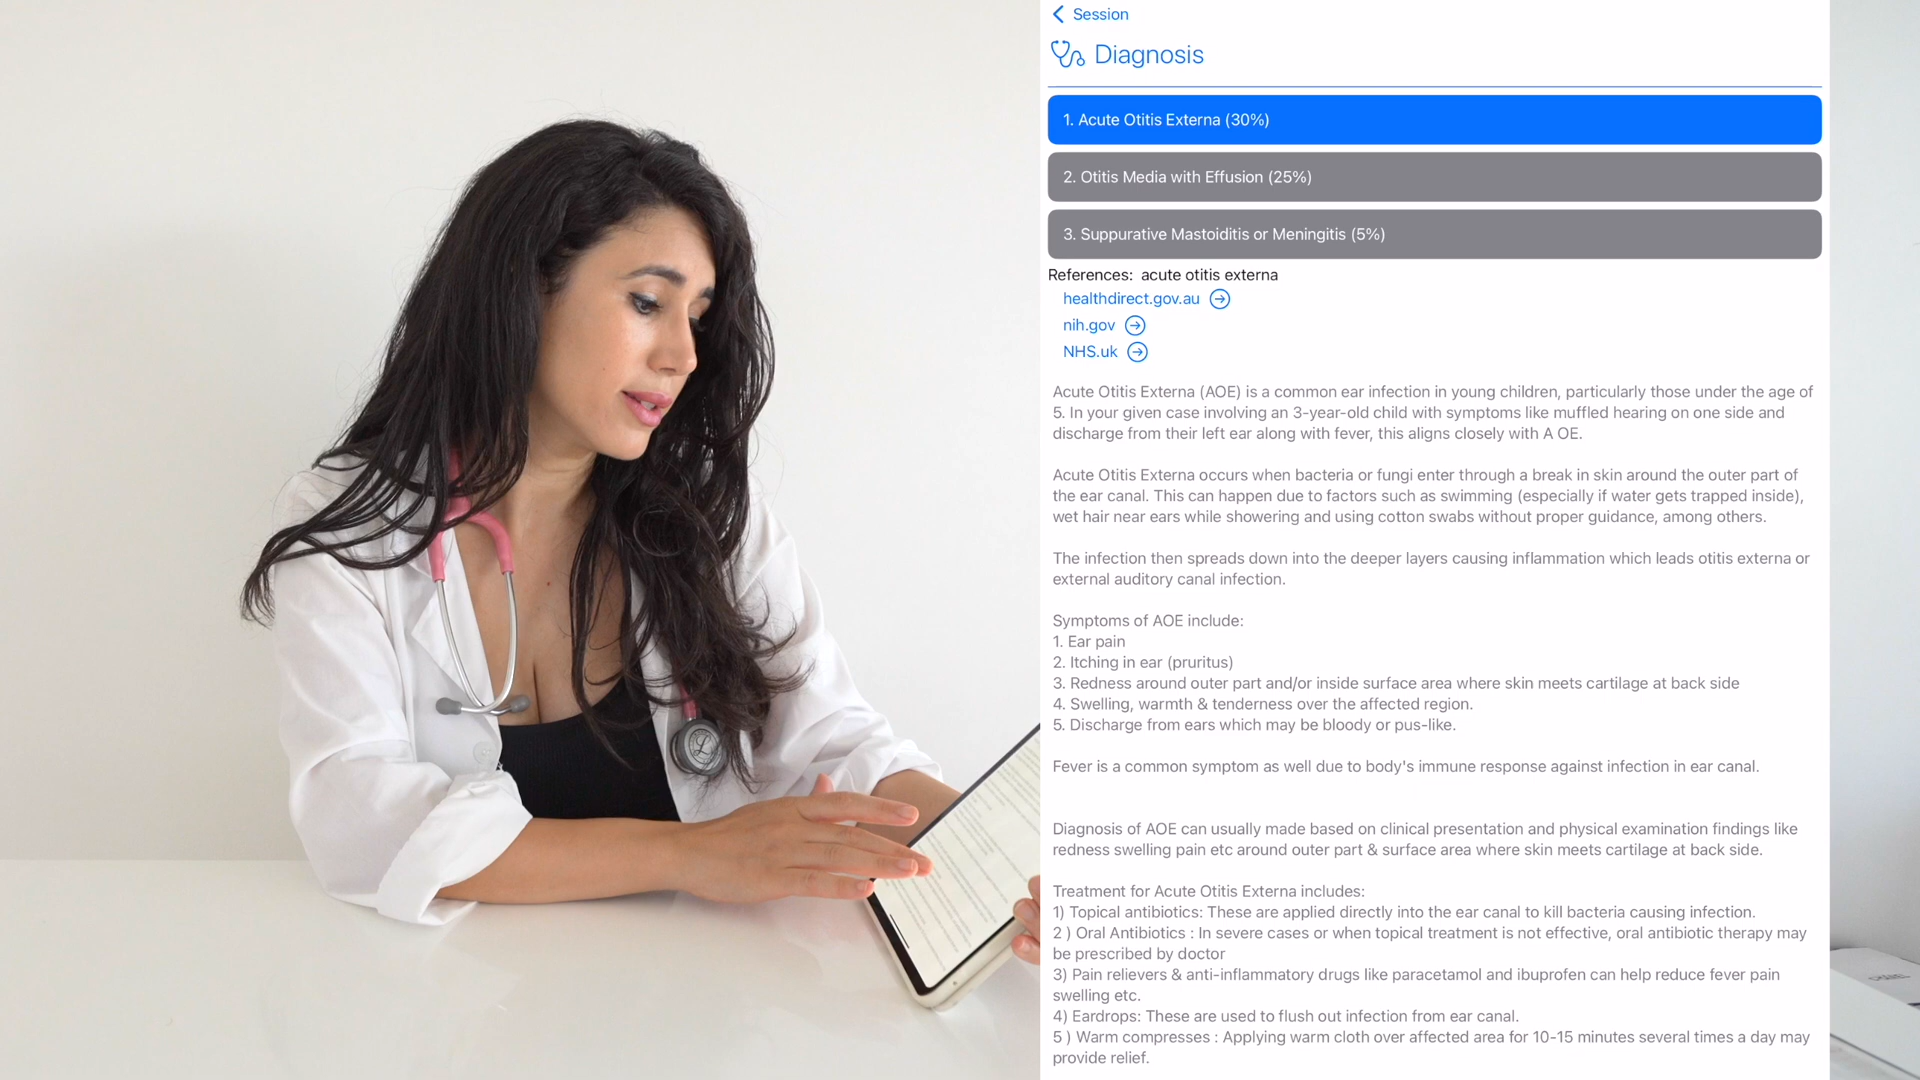 Session
Diagnosis
1. Acute Otitis Externa (30%)
2. Otitis Media with Effusion (25%)
3. Suppurative Mastoiditis or Meningitis (5%)
References: acute otitis externa
healthdirect.gov.au
nih.gov
NHS.uk
Acute Otitis Externa (AOE) is a common ear infection in young children, particularly those under the age of
5. In your given case involving an 3-year-old child with symptoms like muffled hearing on one side and
discharge from their left ear along with fever, this aligns closely with A OE.
Acute Otitis Externa occurs when bacteria or fungi enter through a break in skin around the outer part of
the ear canal. This can happen due to factors such as swimming (especially if water gets trapped inside),
wet hair near ears while showering and using cotton swabs without proper guidance, among others.
The infection then spreads down into the deeper layers causing inflammation which leads otitis externa or
external auditory canal infection.
Symptoms of AOE include:
1. Ear pain
2. Itching in ear (pruritus)
3. Redness around outer part and/or inside surface area where skin meets cartilage at back side
4. Swelling, warmth & tenderness over the affected region.
5. Discharge from ears which may be bloody or pus-like.
Fever is a common symptom as well due to body's immune response against infection in ear canal.
Diagnosis of AOE can usually made based on clinical presentation and physical examination findings like
redness swelling pain etc around outer part & surface area where skin meets cartilage at back side.
Treatment for Acute Otitis Externa includes:
1) Topical antibiotics: These are applied directly into the ear canal to kill bacteria causing infection.
2 ) Oral Antibiotics : In severe cases or when topical treatment is not effective, oral antibiotic therapy may
be prescribed by doctor
3) Pain relievers & anti-inflammatory drugs like paracetamol and ibuprofen can help reduce fever pain
swelling etc.
4) Eardrops: These are used to flush out infection from ear canal.
5 ) Warm compresses : Applying warm cloth over affected area for 10-15 minutes several times a day may
provide relief.